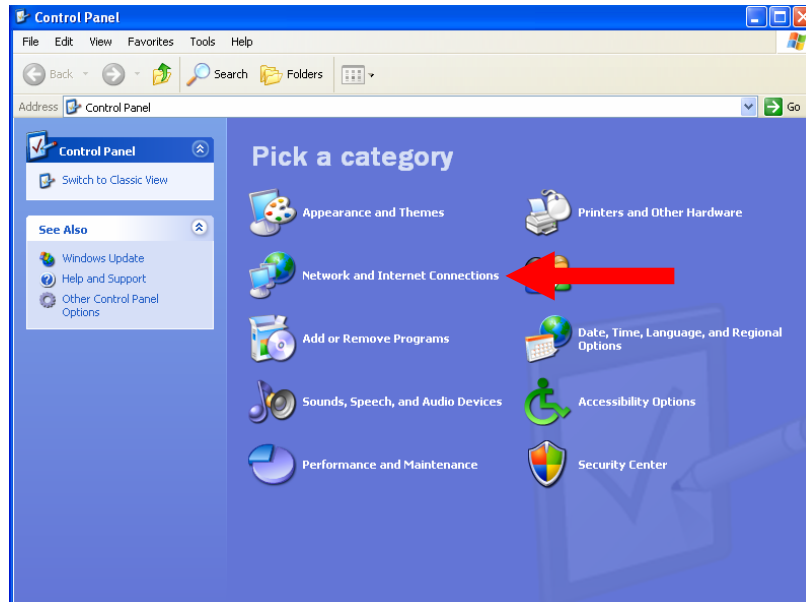 Control Panel
File Edit View Favorites Tools Help
Back Search Folders
Address Control Panel Go
Control Panel
Switch to Classic View
See Also
Windows Update
Help and Support
Other Control Panel
Options
Pick a category
Appearance and Themes
Printers and Other Hardware
Network and Internet Connections
Add or Remove Programs
Date, Time, Language, and Regional
Options
Sounds, Speech, and Audio Devices
Accessibility Options
Performance and Maintenance
Security Center